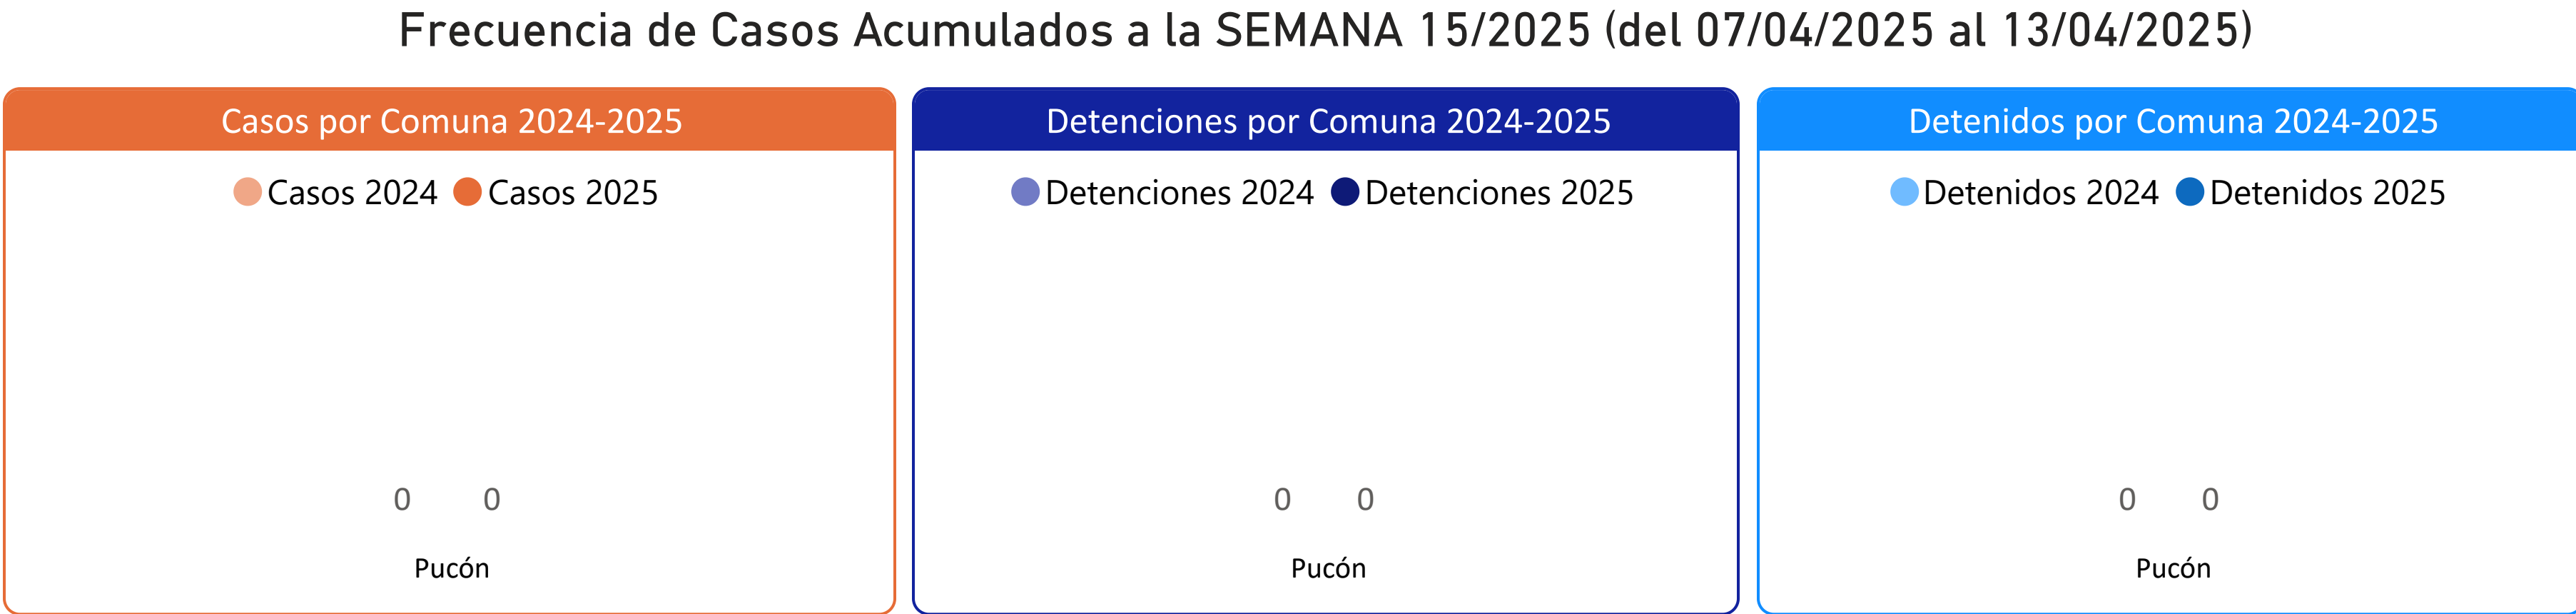 Frecuencia de Casos Acumulados a la SEMANA 15/2025 (del 07/04/2025 al 13/04/2025)
Casos por Comuna 2024-2025
Casos 2024 Casos 2025
0 0
Pucón
Detenciones por Comuna 2024-2025
Detenciones 2024 Detenciones 2025
0 0
Pucón
Detenidos por Comuna 2024-2025
Detenidos 2024 Detenidos 2025
0 0
Pucón